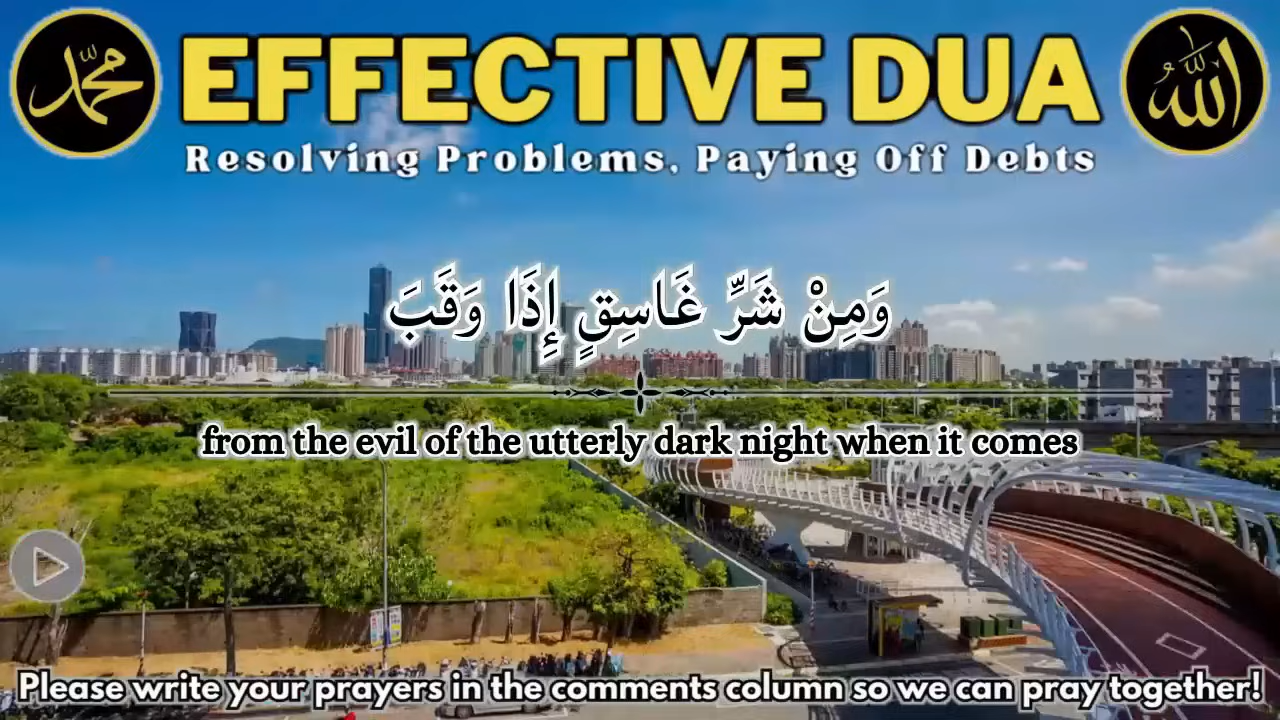 محمد
EFFECTIVE DUA
الله
Resolving Problems, Paying Off Debts
وَمِنْ شَرِّ غَاسِقٍ إِذَا وَقَبَ
from the evil of the utterly dark night when it comes
Please write your prayers in the comments column so we can pray together!